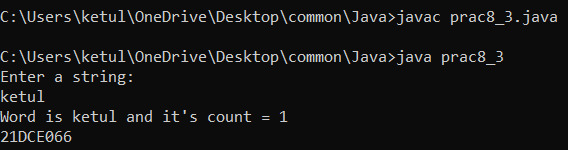 C:\Users\ketul\OneDrive\Desktop\common\Java>javac prac8_3.java
C:\Users\ketul\OneDrive\Desktop\common\Java>java prac8_3
Enter a string:
ketul
Word is ketul and it's count = 1
21DCE066